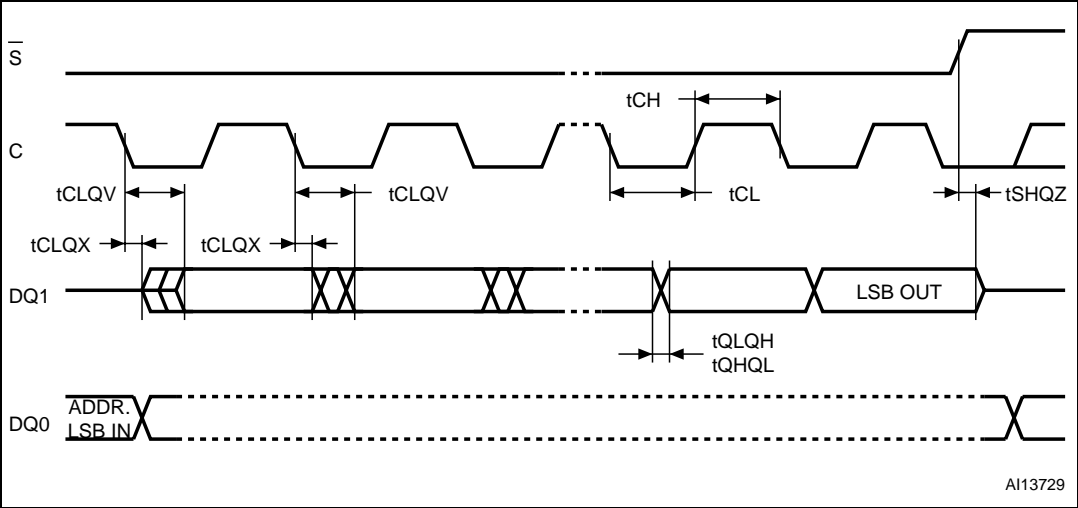 S̅
tCH
C
tCLQV
tCLQV
tCL
tSHQZ
tCLQX
tCLQX
DQ1
LSB OUT
tQLQH
tQHQL
ADDR.
DQ0
LSB IN
AI13729